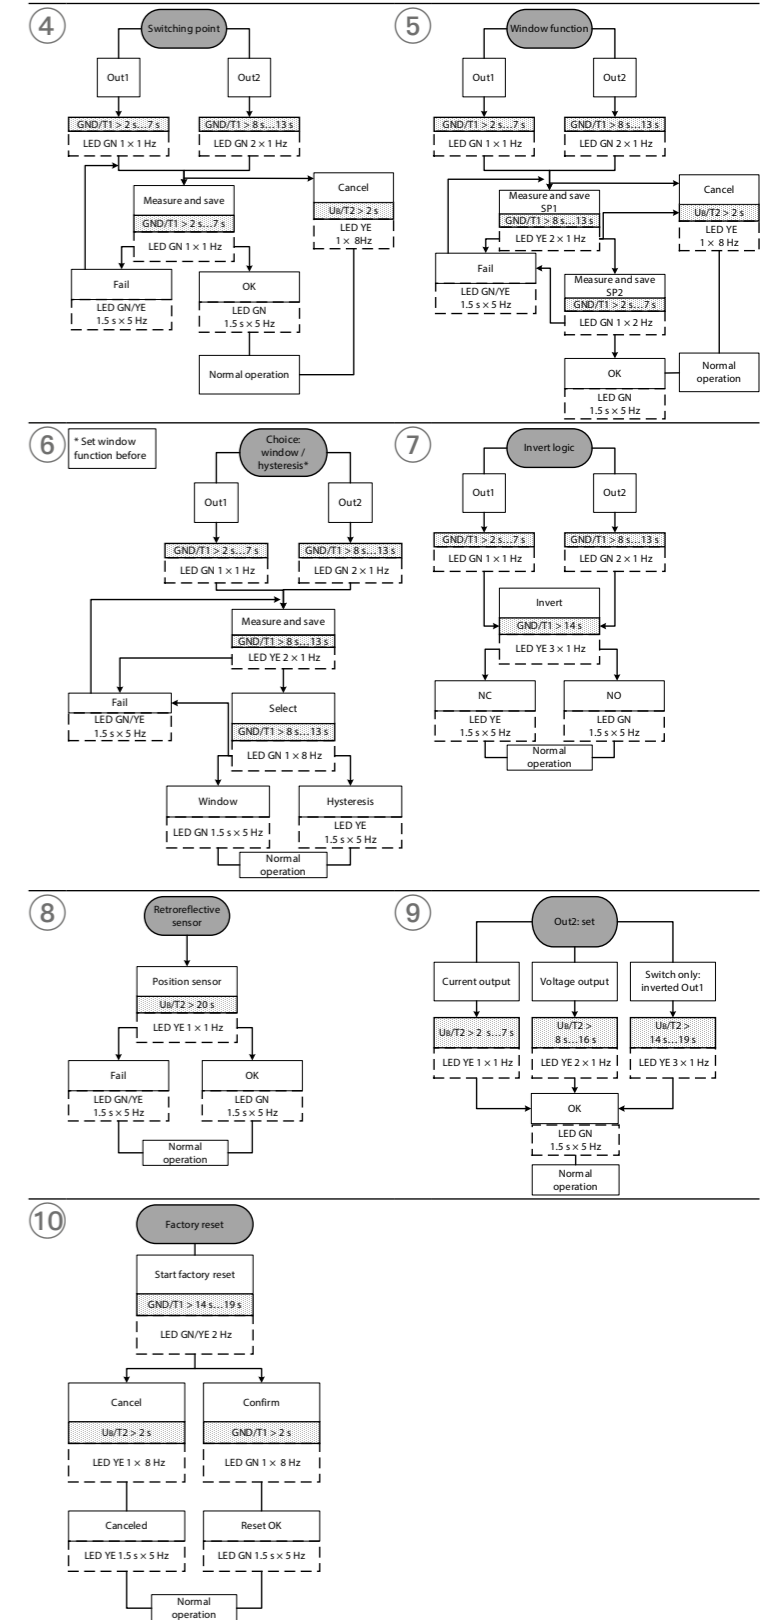 4
Switching point
Out1
Out2
GND/T1 > 2 s…7 s
LED GN 1 × 1 Hz
GND/T1 > 8 s…13 s
LED GN 2 × 1 Hz
Measure and save
GND/T1 > 2 s…7 s
LED GN 1 × 1 Hz
Cancel
UB/T2 > 2 s
LED YE
1 × 8Hz
Fail
LED GN/YE
1.5 s × 5 Hz
OK
LED GN
1.5 s × 5 Hz
Normal operation
5
Window function
Out1
Out2
GND/T1 > 2 s…7 s
LED GN 1 × 1 Hz
GND/T1 > 8 s…13 s
LED GN 2 × 1 Hz
Measure and save
SP1
GND/T1 > 8 s…13 s
LED YE 2 × 1 Hz
Cancel
UB/T2 > 2 s
LED YE
1 × 8 Hz
Fail
LED GN/YE
1.5 s × 5 Hz
Measure and save
SP2
GND/T1 > 2 s…7 s
LED GN 1 × 2 Hz
OK
LED GN
1.5 s × 5 Hz
Normal
operation
6
* Set window
function before
Choice:
window /
hysteresis*
Out1
Out2
GND/T1 > 2 s…7 s
LED GN 1 × 1 Hz
GND/T1 > 8 s…13 s
LED GN 2 × 1 Hz
Measure and save
GND/T1 > 8 s…13 s
LED YE 2 × 1 Hz
Fail
LED GN/YE
1.5 s × 5 Hz
Select
GND/T1 > 8 s…13 s
LED GN 1 × 8 Hz
Window
LED GN 1.5 s × 5 Hz
Hysteresis
LED YE
1.5 s × 5 Hz
Normal
operation
7
Invert logic
Out1
Out2
GND/T1 > 2 s…7 s
LED GN 1 × 1 Hz
GND/T1 > 8 s…13 s
LED GN 2 × 1 Hz
Invert
GND/T1 > 14 s
LED YE 3 × 1 Hz
NC
LED YE
1.5 s × 5 Hz
NO
LED GN
1.5 s × 5 Hz
Normal
operation
8
Retroreflective
sensor
Position sensor
UB/T2 > 20 s
LED YE 1 × 1 Hz
Fail
LED GN/YE
1.5 s × 5 Hz
OK
LED GN
1.5 s × 5 Hz
Normal
operation
9
Out2: set
Current output
Voltage output
Switch only:
inverted Out1
UB/T2 > 2 s…7 s
LED YE 1 × 1 Hz
UB/T2 >
8 s…16 s
LED YE 2 × 1 Hz
UB/T2 >
14 s…19 s
LED YE 3 × 1 Hz
OK
LED GN
1.5 s × 5 Hz
Normal
operation
10
Factory reset
Start factory reset
GND/T1 > 14 s…19 s
LED GN/YE 2 Hz
Cancel
UB/T2 > 2 s
LED YE 1 × 8 Hz
Confirm
GND/T1 > 2 s
LED GN 1 × 8 Hz
Canceled
LED YE 1.5 s × 5 Hz
Reset OK
LED GN 1.5 s × 5 Hz
Normal
operation